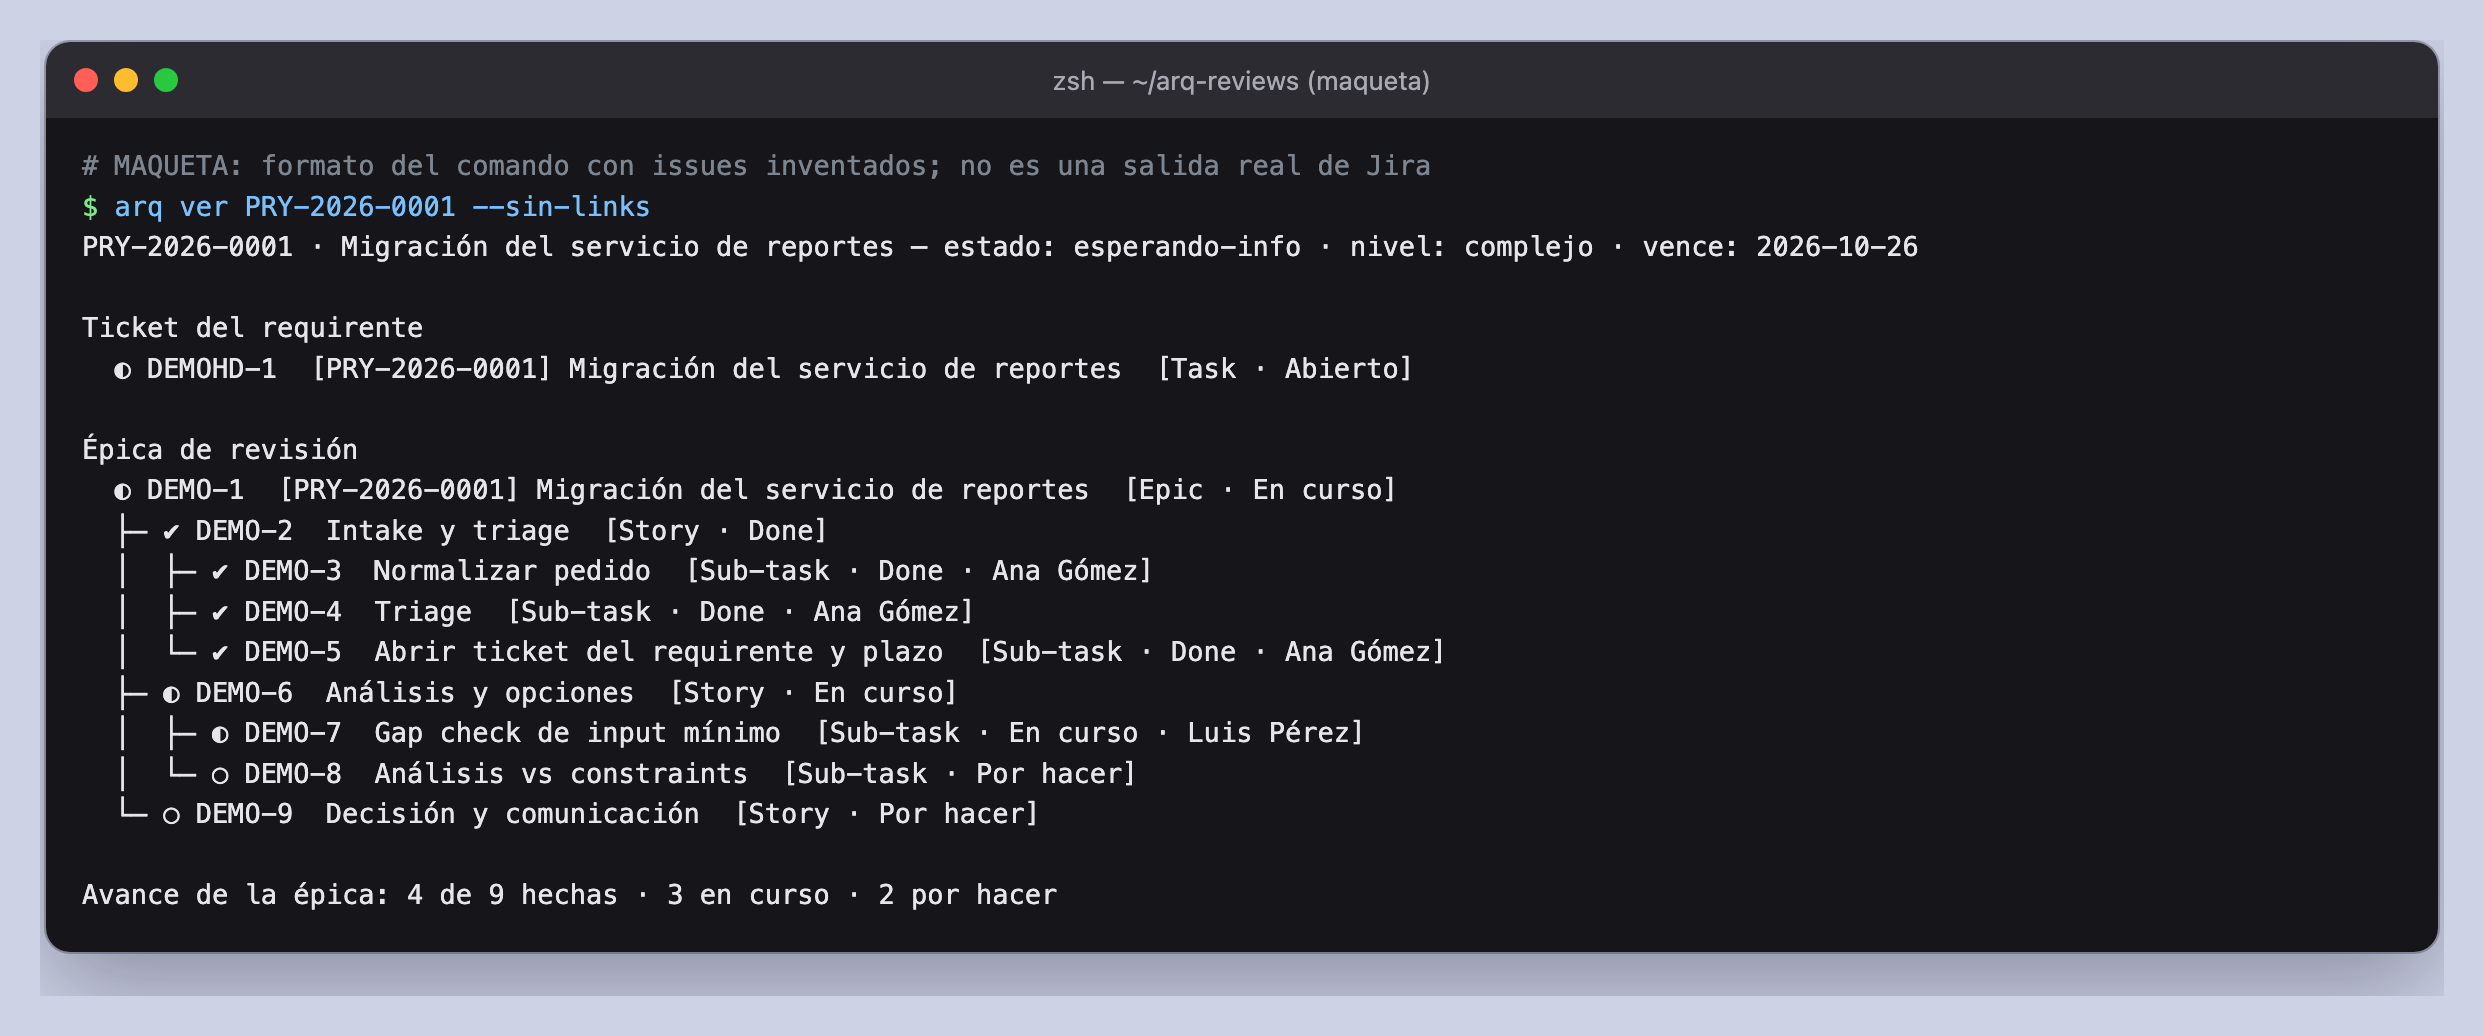 zsh — ~/arq-reviews (maqueta)
# MAQUETA: formato del comando con issues inventados; no es una salida real de Jira
$ arq ver PRY-2026-0001 --sin-links
PRY-2026-0001 · Migración del servicio de reportes — estado: esperando-info · nivel: complejo · vence: 2026-10-26
Ticket del requirente
◐ DEMOHD-1  [PRY-2026-0001] Migración del servicio de reportes  [Task · Abierto]
Épica de revisión
◐ DEMO-1  [PRY-2026-0001] Migración del servicio de reportes  [Epic · En curso]
├─ ✔ DEMO-2  Intake y triage  [Story · Done]
│  ├─ ✔ DEMO-3  Normalizar pedido  [Sub-task · Done · Ana Gómez]
│  ├─ ✔ DEMO-4  Triage  [Sub-task · Done · Ana Gómez]
│  └─ ✔ DEMO-5  Abrir ticket del requirente y plazo  [Sub-task · Done · Ana Gómez]
├─ ◐ DEMO-6  Análisis y opciones  [Story · En curso]
│  ├─ ◐ DEMO-7  Gap check de input mínimo  [Sub-task · En curso · Luis Pérez]
│  └─ ○ DEMO-8  Análisis vs constraints  [Sub-task · Por hacer]
└─ ○ DEMO-9  Decisión y comunicación  [Story · Por hacer]
Avance de la épica: 4 de 9 hechas · 3 en curso · 2 por hacer